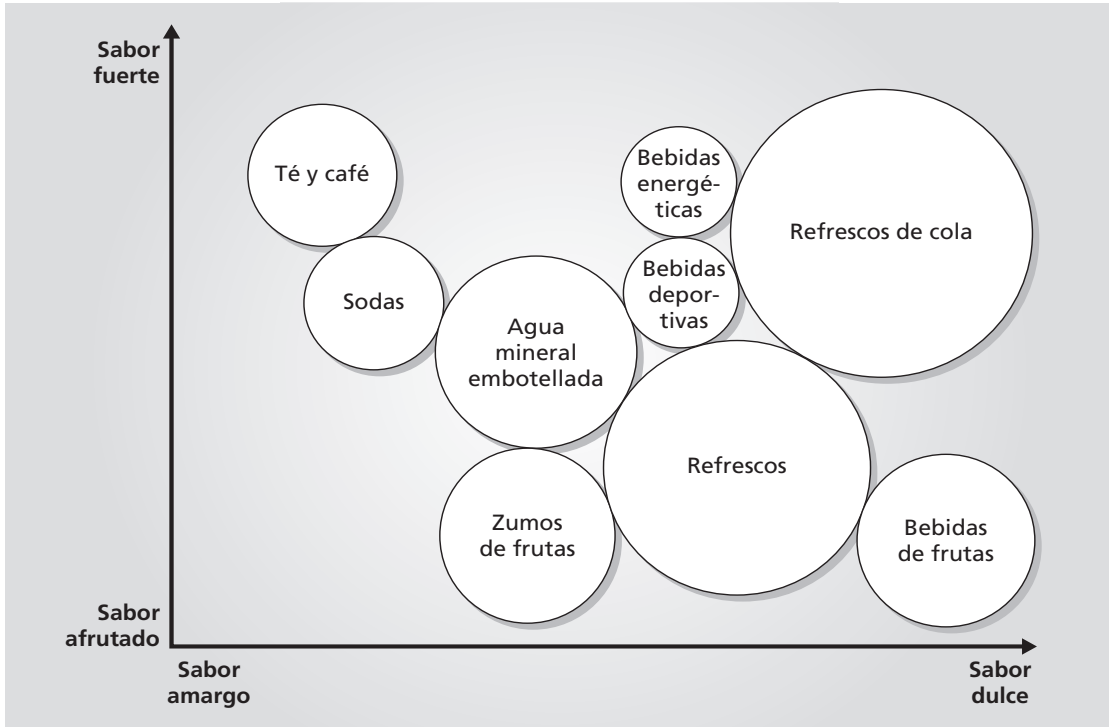 Sabor
fuerte
Té y café
Bebidas
energé-
ticas
Refrescos de cola
Bebidas
depor-
tivas
Sodas
Agua
mineral
embotellada
Refrescos
Zumos
de frutas
Bebidas
de frutas
Sabor
afrutado
Sabor
amargo
Sabor
dulce